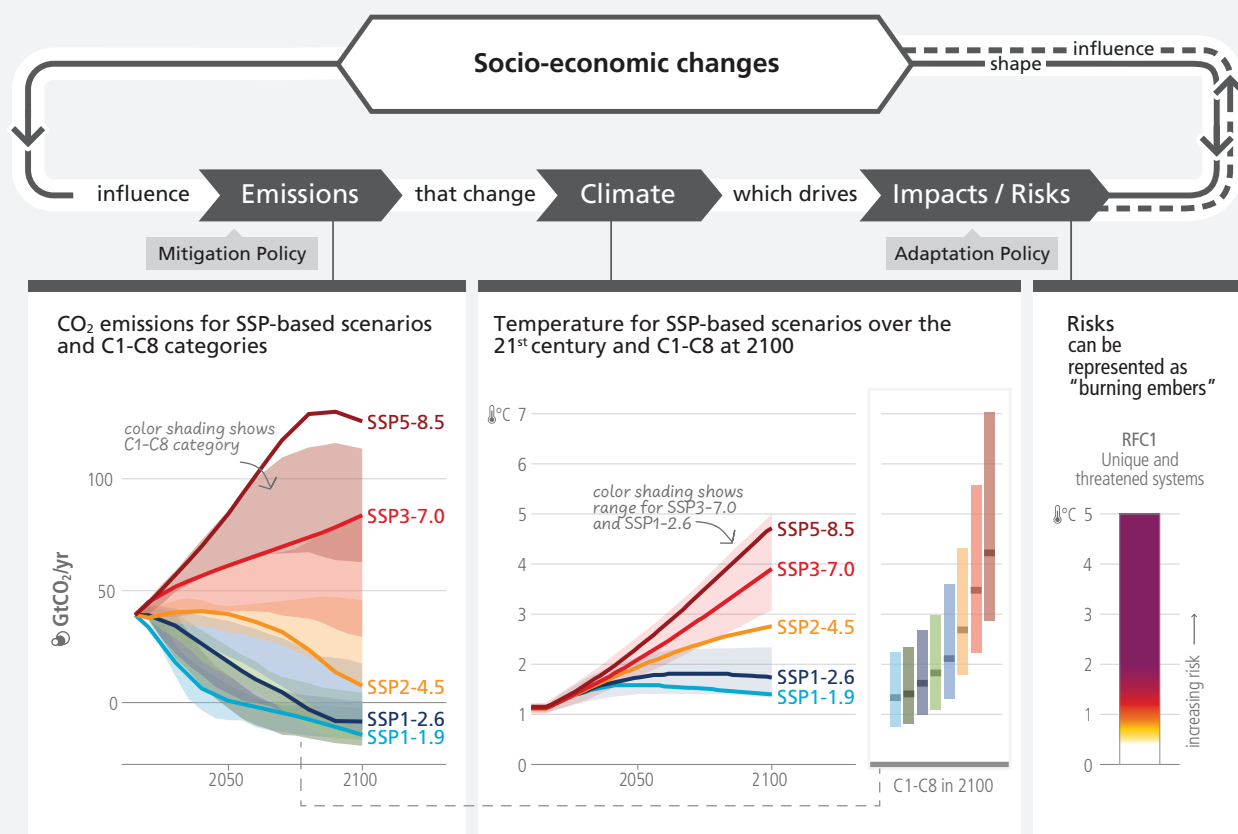 Socio-economic changes
influence
shape
influence
Emissions
that change
Climate
which drives
Impacts / Risks
Mitigation Policy
Adaptation Policy
CO₂ emissions for SSP-based scenarios
and C1-C8 categories
color shading shows
C1-C8 category
GtCO₂/yr
100
50
0
2050
2100
SSP5-8.5
SSP3-7.0
SSP2-4.5
SSP1-2.6
SSP1-1.9
Temperature for SSP-based scenarios over the
21ˢᵗ century and C1-C8 at 2100
°C 7
6
5
4
3
2
1
0
color shading shows
range for SSP3-7.0
and SSP1-2.6
2050
2100
SSP5-8.5
SSP3-7.0
SSP2-4.5
SSP1-2.6
SSP1-1.9
C1-C8 in 2100
Risks
can be
represented as
“burning embers”
RFC1
Unique and
threatened systems
°C 5
4
3
2
1
0
increasing risk